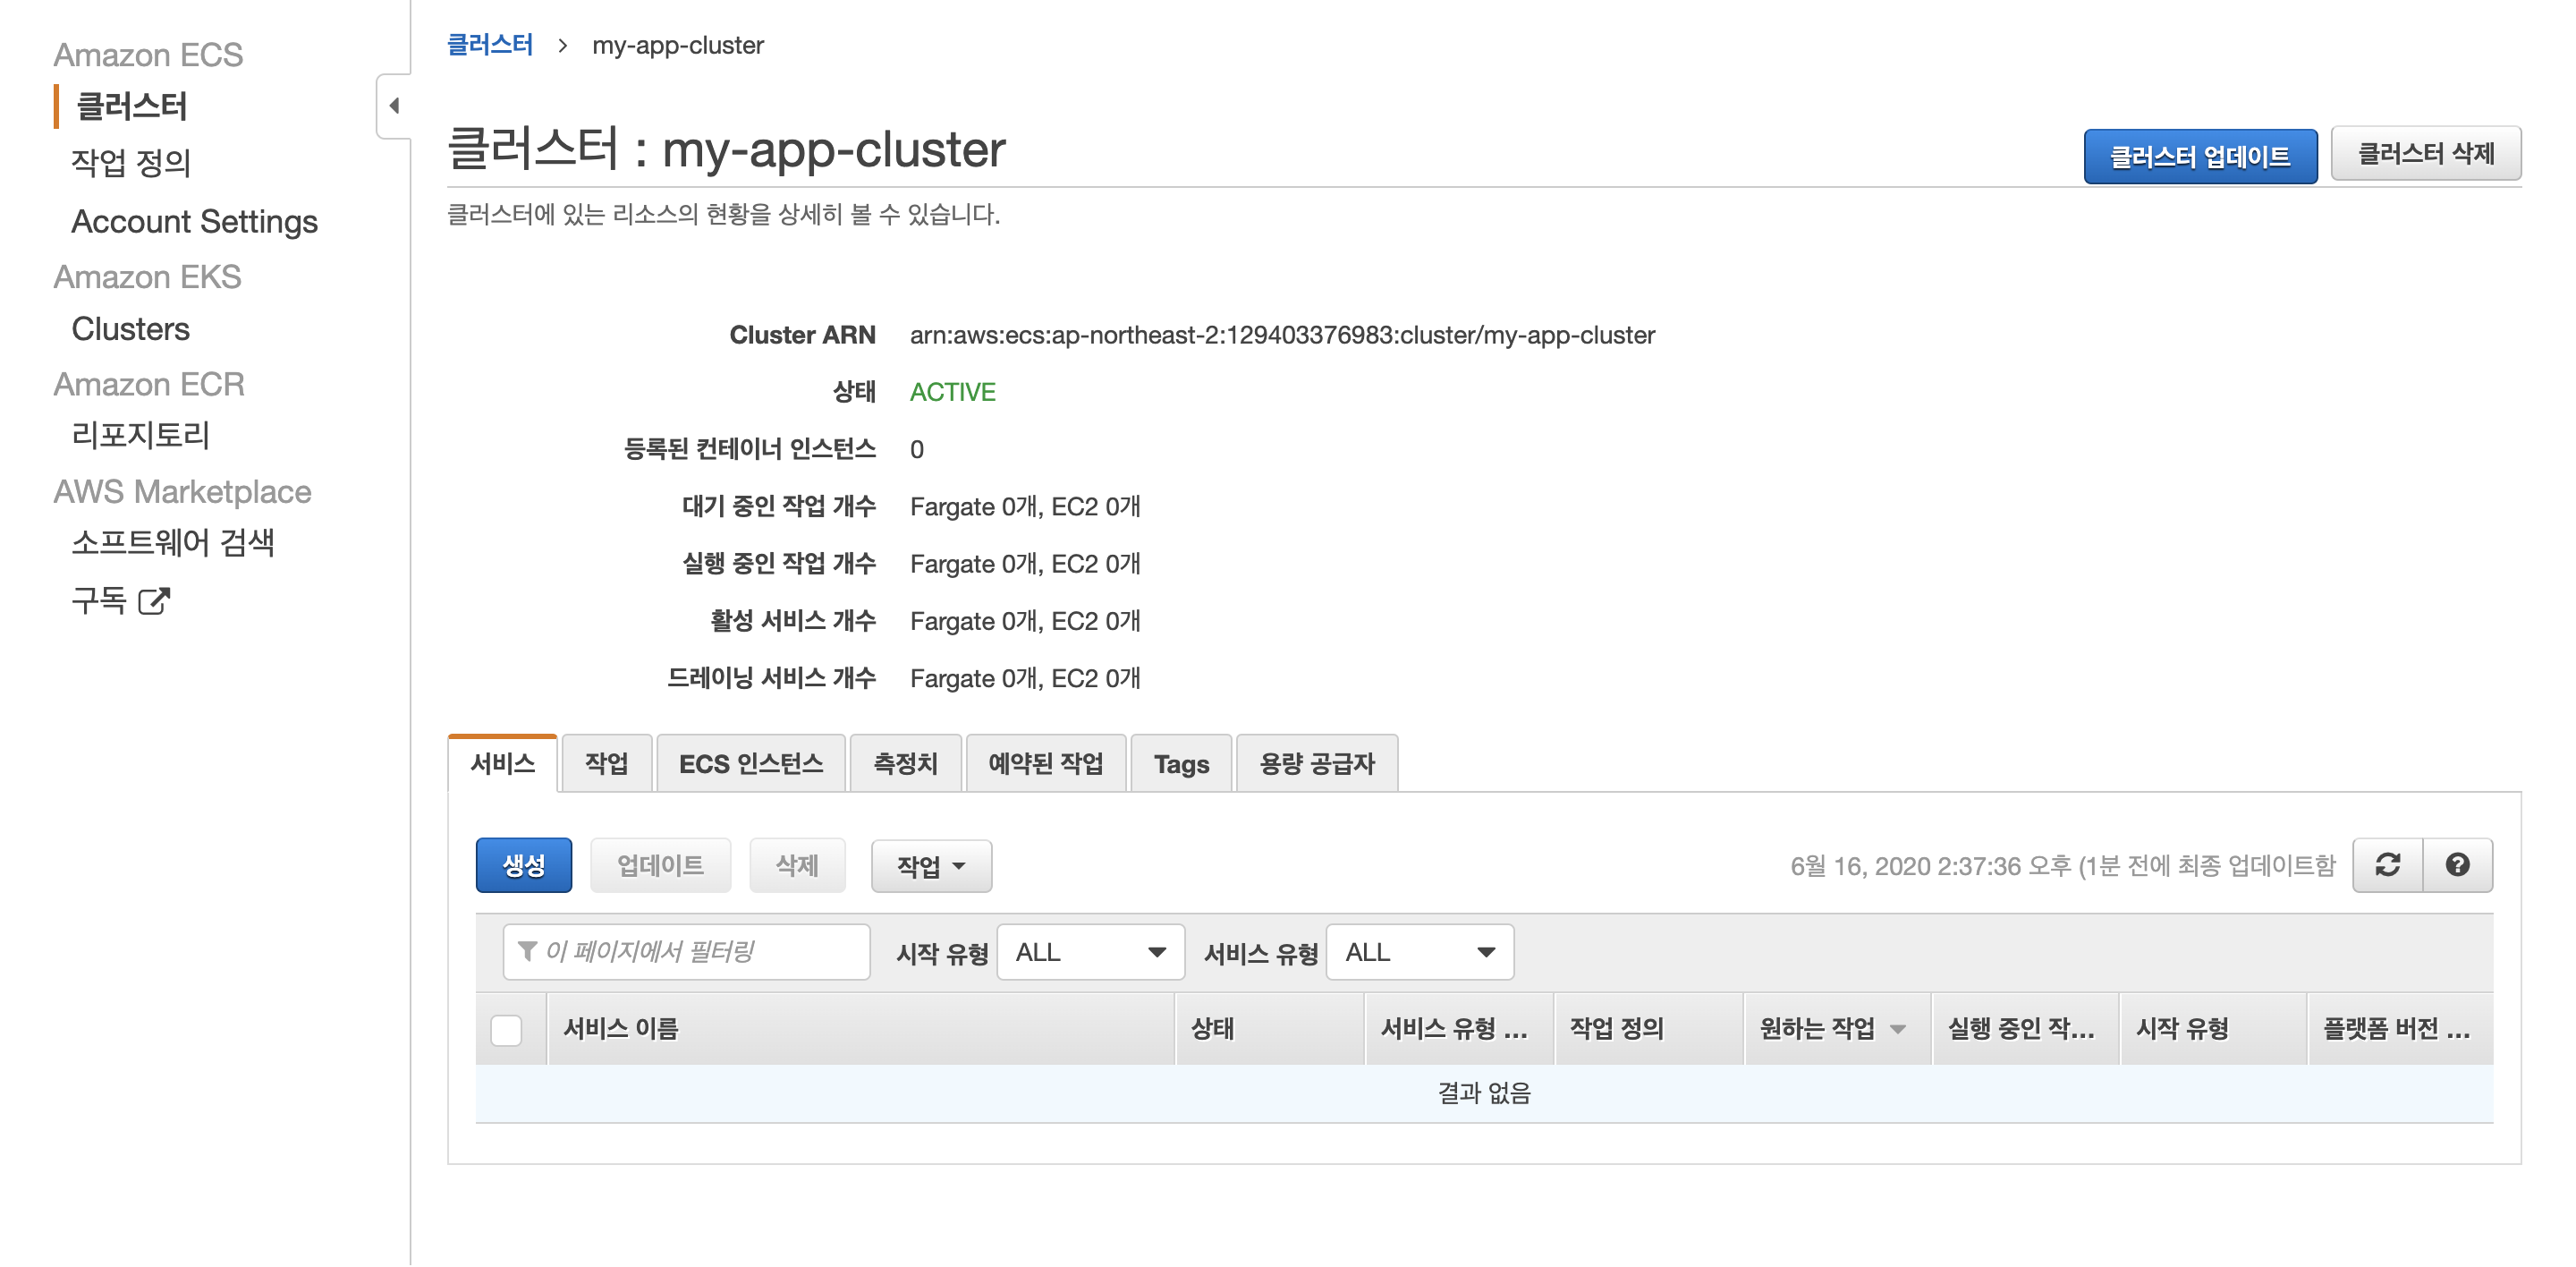 Amazon ECS
클러스터
작업 정의
Account Settings
Amazon EKS
Clusters
Amazon ECR
리포지토리
AWS Marketplace
소프트웨어 검색
구독
클러스터 > my-app-cluster
클러스터 : my-app-cluster
클러스터 업데이트 클러스터 삭제
클러스터에 있는 리소스의 현황을 상세히 볼 수 있습니다.
Cluster ARN arn:aws:ecs:ap-northeast-2:129403376983:cluster/my-app-cluster
상태 ACTIVE
등록된 컨테이너 인스턴스 0
대기 중인 작업 개수 Fargate 0개, EC2 0개
실행 중인 작업 개수 Fargate 0개, EC2 0개
활성 서비스 개수 Fargate 0개, EC2 0개
드레이닝 서비스 개수 Fargate 0개, EC2 0개
서비스 작업 ECS 인스턴스 측정치 예약된 작업 Tags 용량 공급자
생성 업데이트 삭제 작업 6월 16, 2020 2:37:36 오후 (1분 전에 최종 업데이트함
이 페이지에서 필터링 시작 유형 ALL 서비스 유형 ALL
서비스 이름 상태 서비스 유형 ... 작업 정의 원하는 작업 실행 중인 작... 시작 유형 플랫폼 버전 ...
결과 없음